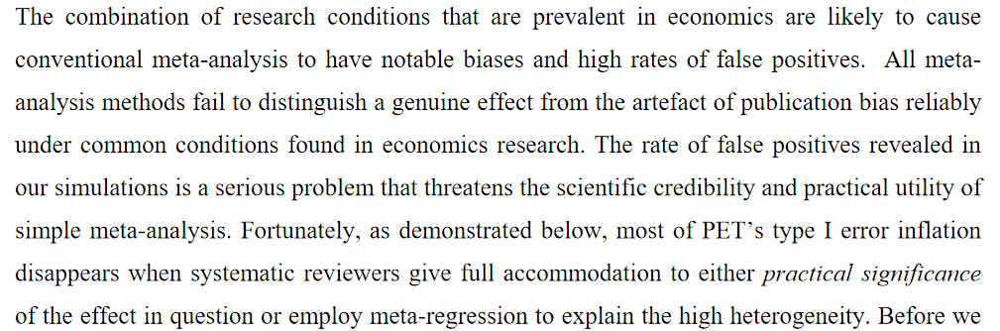 The combination of research conditions that are prevalent in economics are likely to cause
conventional meta-analysis to have notable biases and high rates of false positives.  All meta-
analysis methods fail to distinguish a genuine effect from the artefact of publication bias reliably
under common conditions found in economics research. The rate of false positives revealed in
our simulations is a serious problem that threatens the scientific credibility and practical utility of
simple meta-analysis. Fortunately, as demonstrated below, most of PET’s type I error inflation
disappears when systematic reviewers give full accommodation to either practical significance
of the effect in question or employ meta-regression to explain the high heterogeneity. Before we